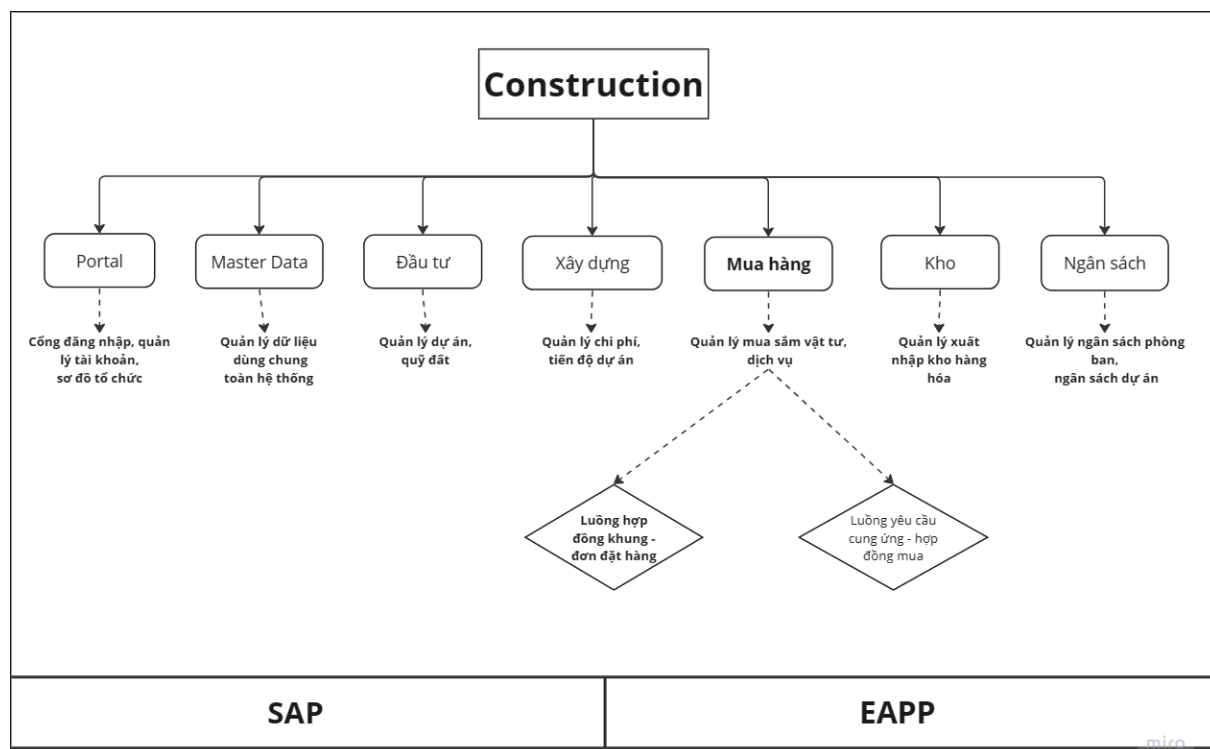 Construction
Portal
Master Data
Đầu tư
Xây dựng
Mua hàng
Kho
Ngân sách
Cổng đăng nhập, quản
lý tài khoản,
sơ đồ tổ chức
Quản lý dữ liệu
dùng chung
toàn hệ thống
Quản lý dự án,
quỹ đất
Quản lý chi phí,
tiến độ dự án
Quản lý mua sắm vật tư,
dịch vụ
Quản lý xuất
nhập kho hàng
hóa
Quản lý ngân sách phòng
ban,
ngân sách dự án
Luồng hợp
đồng khung -
đơn đặt hàng
Luồng yêu cầu
cung ứng - hợp
đồng mua
SAP
EAPP
miro